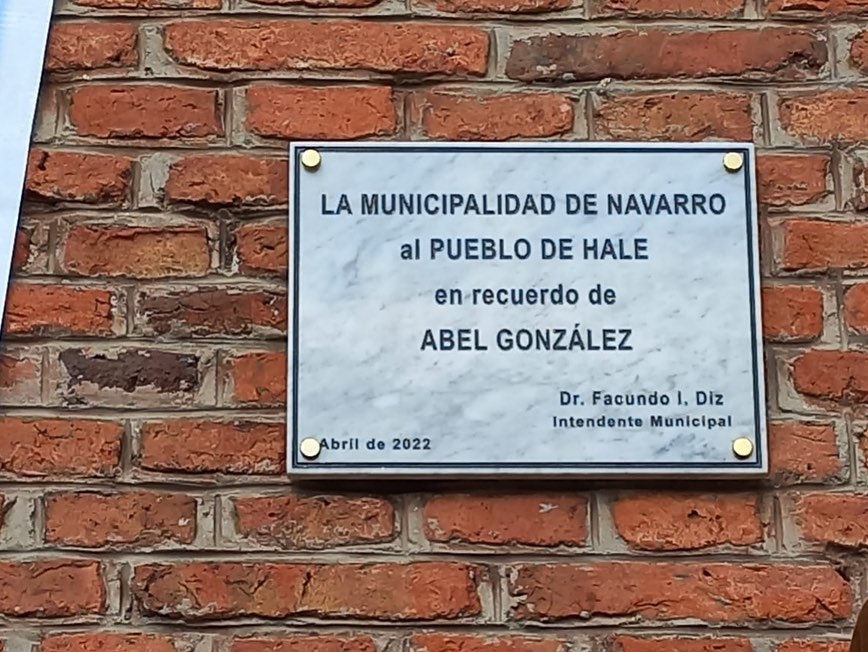 LA MUNICIPALIDAD DE NAVARRO
al PUEBLO DE HALE
en recuerdo de
ABEL GONZÁLEZ
Dr. Facundo I. Diz
Intendente Municipal
Abril de 2022